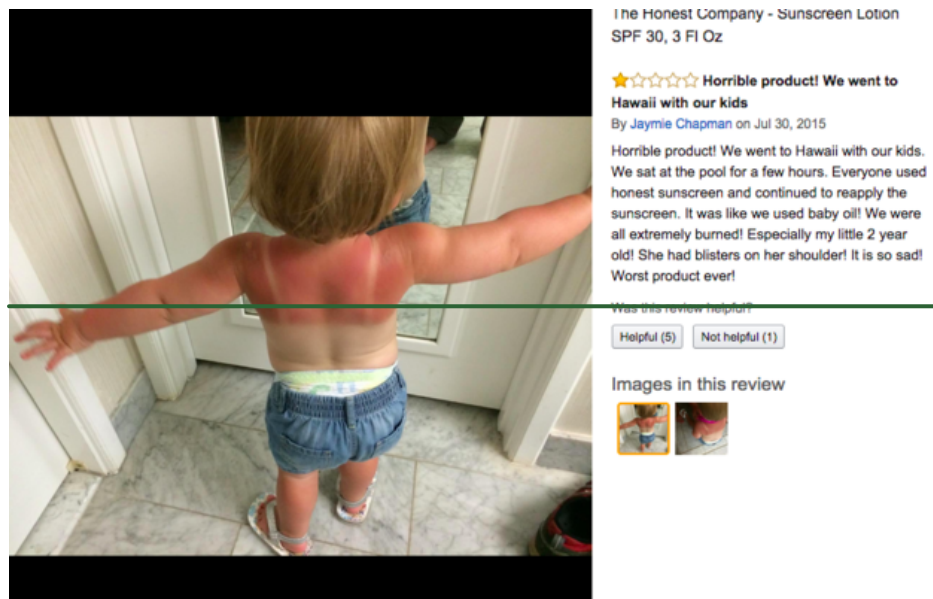 The Honest Company - Sunscreen Lotion
SPF 30, 3 Fl Oz
Horrible product! We went to
Hawaii with our kids
By Jaymie Chapman on Jul 30, 2015
Horrible product! We went to Hawaii with our kids.
We sat at the pool for a few hours. Everyone used
honest sunscreen and continued to reapply the
sunscreen. It was like we used baby oil! We were
all extremely burned! Especially my little 2 year
old! She had blisters on her shoulder! It is so sad!
Worst product ever!
Was this review helpful?
Helpful (5) Not helpful (1)
Images in this review